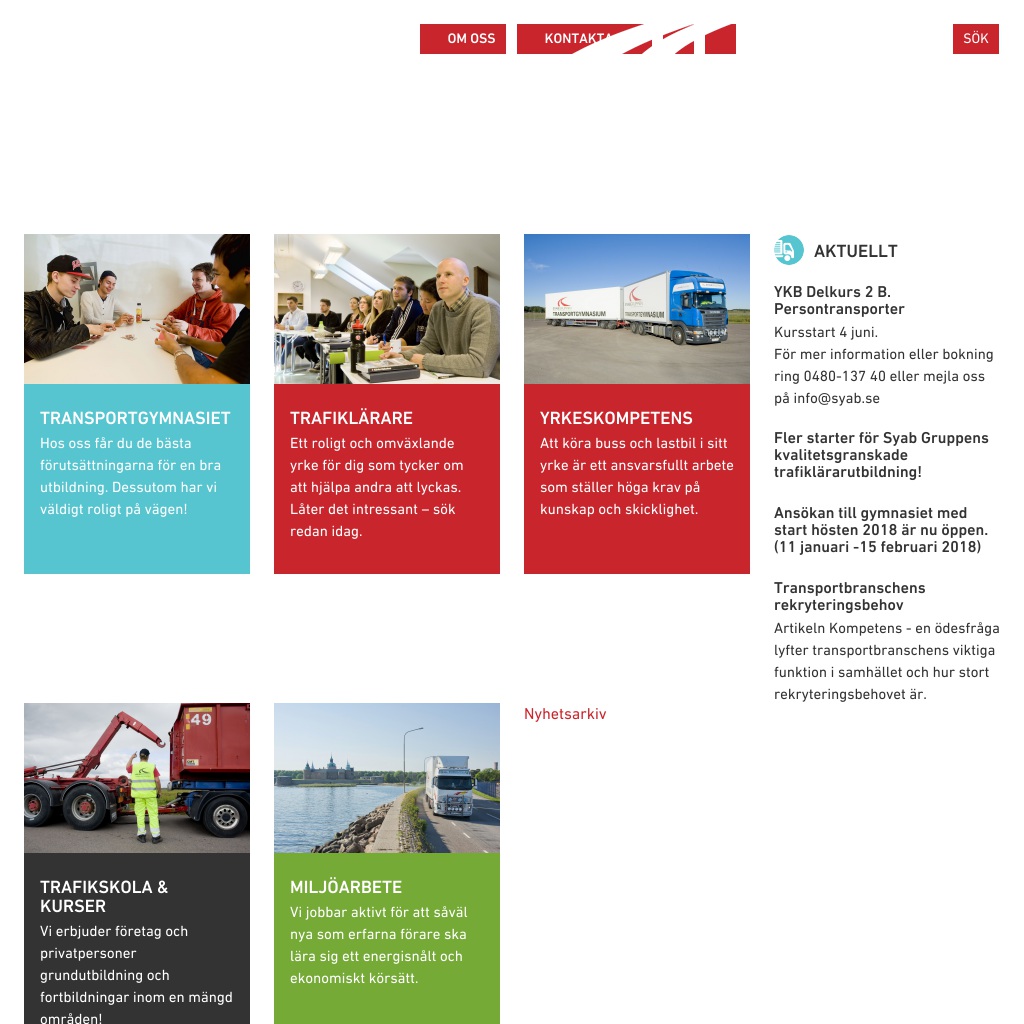 OM OSS
KONTAKTA
SÖK
TRANSPORTGYMNASIUM
TRANSPORTGYMNASIUM
TRANSPORTGYMNASIET
Hos oss får du de bästa
förutsättningarna för en bra
utbildning. Dessutom har vi
väldigt roligt på vägen!
TRAFIKLÄRARE
Ett roligt och omväxlande
yrke för dig som tycker om
att hjälpa andra att lyckas.
Låter det intressant – sök
redan idag.
YRKESKOMPETENS
Att köra buss och lastbil i sitt
yrke är ett ansvarsfullt arbete
som ställer höga krav på
kunskap och skicklighet.
AKTUELLT
YKB Delkurs 2 B.
Persontransporter
Kursstart 4 juni.
För mer information eller bokning
ring 0480-137 40 eller mejla oss
på info@syab.se
Fler starter för Syab Gruppens
kvalitetsgranskade
trafiklärarutbildning!
Ansökan till gymnasiet med
start hösten 2018 är nu öppen.
(11 januari -15 februari 2018)
Transportbranschens
rekryteringsbehov
Artikeln Kompetens - en ödesfråga
lyfter transportbranschens viktiga
funktion i samhället och hur stort
rekryteringsbehovet är.
49
TRAFIKSKOLA &
KURSER
Vi erbjuder företag och
privatpersoner
grundutbildning och
fortbildningar inom en mängd
områden!
MILJÖARBETE
Vi jobbar aktivt för att såväl
nya som erfarna förare ska
lära sig ett energisnålt och
ekonomiskt körsätt.
Nyhetsarkiv